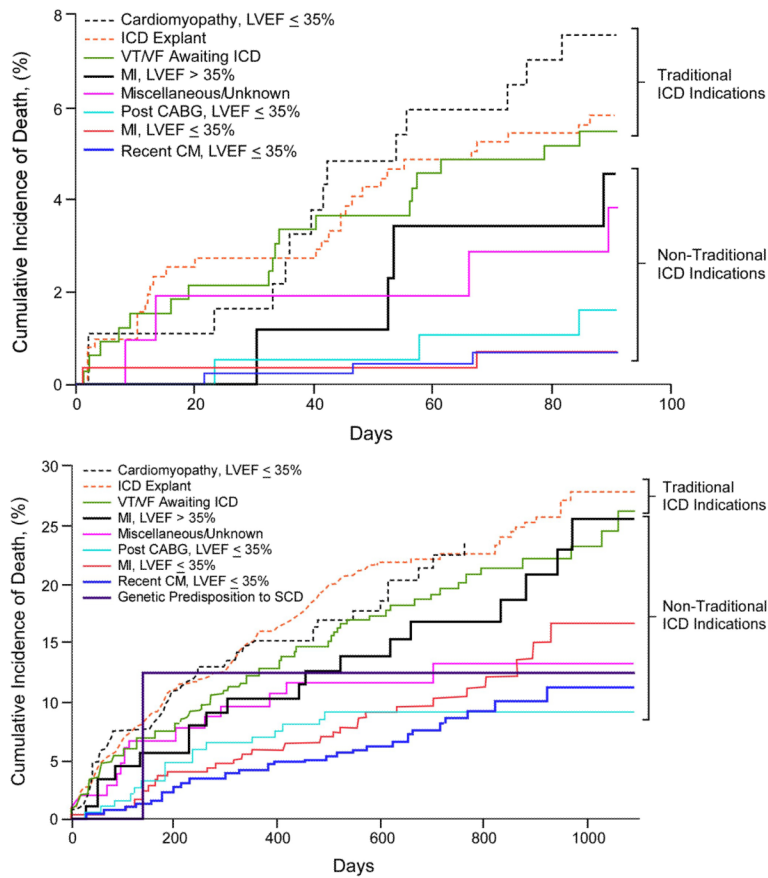 Cumulative Incidence of Death, (%)
8
6
4
2
0
Cardiomyopathy, LVEF ≤ 35%
ICD Explant
VT/VF Awaiting ICD
MI, LVEF > 35%
Miscellaneous/Unknown
Post CABG, LVEF ≤ 35%
MI, LVEF ≤ 35%
Recent CM, LVEF ≤ 35%
Traditional
ICD Indications
Non-Traditional
ICD Indications
0 20 40 60 80 100
Days
Cumulative Incidence of Death, (%)
30
25
20
15
10
5
0
Cardiomyopathy, LVEF ≤ 35%
ICD Explant
VT/VF Awaiting ICD
MI, LVEF > 35%
Miscellaneous/Unknown
Post CABG, LVEF ≤ 35%
MI, LVEF ≤ 35%
Recent CM, LVEF ≤ 35%
Genetic Predisposition to SCD
Traditional
ICD Indications
Non-Traditional
ICD Indications
0 200 400 600 800 1000
Days